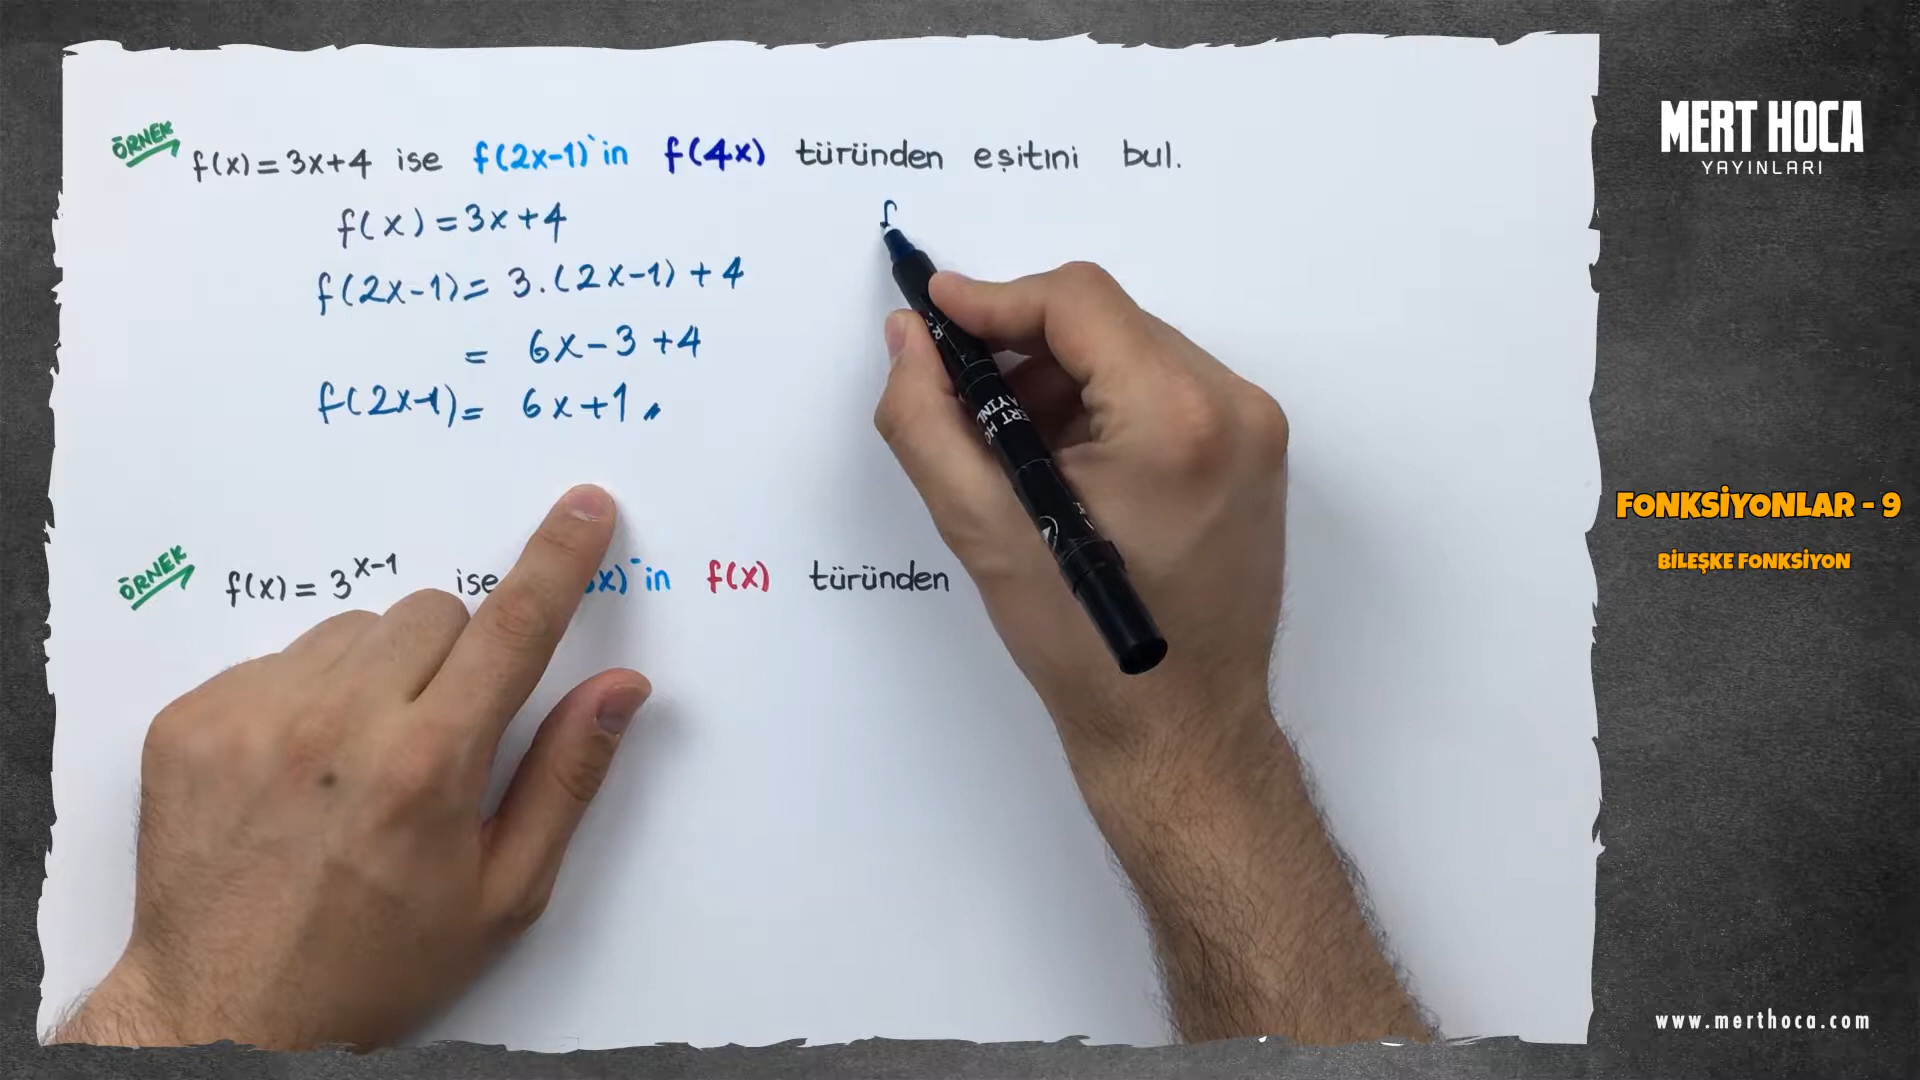 ÖRNEK f(x) = 3x+4 ise f(2x-1)'in f(4x) türünden eşitini bul.
f(x) = 3x+4
f
f(2x-1) = 3.(2x-1) + 4
= 6x-3+4
f(2x-1) = 6x+1
ÖRNEK f(x) = 3^{x-1} ise x)'in f(x) türünden
MERT HOCA
YAYINLARI
FONKSİYONLAR - 9
BİLEŞKE FONKSİYON
www.merthoca.com